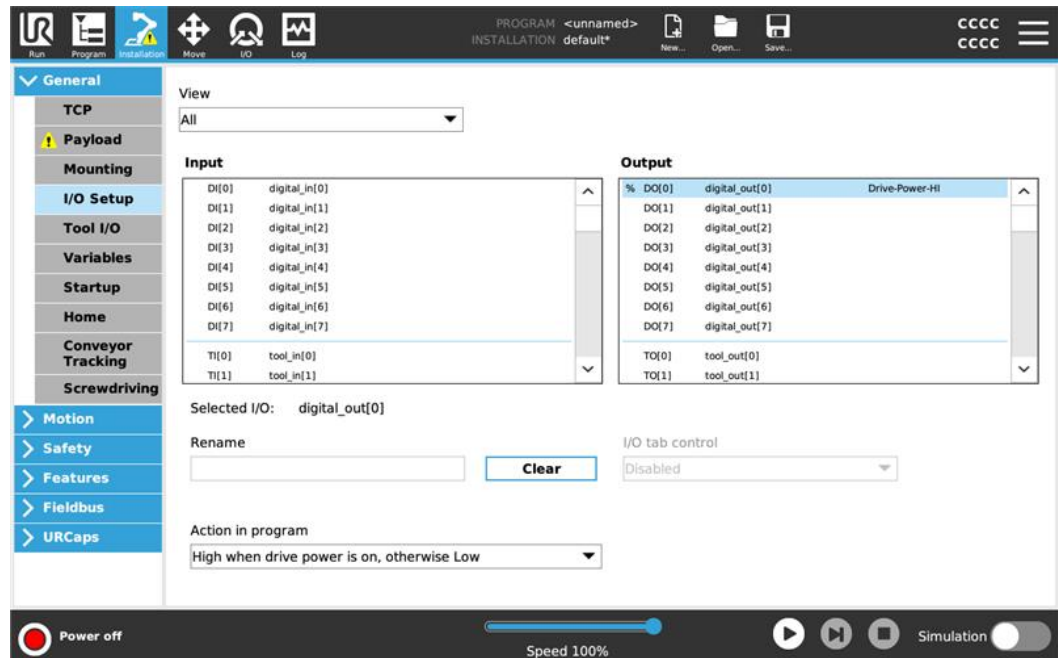 UR
PROGRAM <unnamed>
INSTALLATION default*
CCCC
CCCC
Run Program Installation Move I/O Log New... Open... Save...
General
TCP
Payload
Mounting
I/O Setup
Tool I/O
Variables
Startup
Home
Conveyor
Tracking
Screwdriving
Motion
Safety
Features
Fieldbus
URCaps
View
All
Input
DI[0] digital_in[0]
DI[1] digital_in[1]
DI[2] digital_in[2]
DI[3] digital_in[3]
DI[4] digital_in[4]
DI[5] digital_in[5]
DI[6] digital_in[6]
DI[7] digital_in[7]
TI[0] tool_in[0]
TI[1] tool_in[1]
Output
% DO[0] digital_out[0] Drive-Power-HI
DO[1] digital_out[1]
DO[2] digital_out[2]
DO[3] digital_out[3]
DO[4] digital_out[4]
DO[5] digital_out[5]
DO[6] digital_out[6]
DO[7] digital_out[7]
TO[0] tool_out[0]
TO[1] tool_out[1]
Selected I/O: digital_out[0]
Rename
Clear
I/O tab control
Disabled
Action in program
High when drive power is on, otherwise Low
Power off
Speed 100%
Simulation